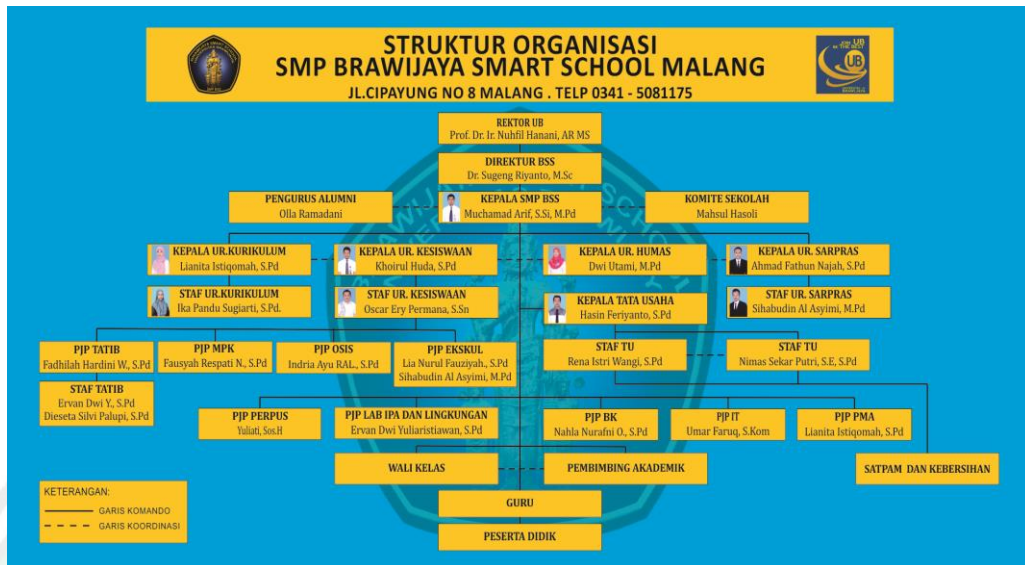 STRUKTUR ORGANISASI
SMP BRAWIJAYA SMART SCHOOL MALANG
JL.CIPAYUNG NO 8 MALANG . TELP 0341 - 5081175
JOIN UB
BE THE BEST
UB
REKTOR UB
Prof. Dr. Ir. Nuhfil Hanani, AR MS
DIREKTUR BSS
Dr. Sugeng Riyanto, M.Sc
PENGURUS ALUMNI
Olla Ramadani
KEPALA SMP BSS
Muchamad Arif, S.Si, M.Pd
KOMITE SEKOLAH
Mahsul Hasoli
KEPALA UR.KURIKULUM
Lianita Istiqomah, S.Pd
KEPALA UR. KESISWAAN
Khoirul Huda, S.Pd
KEPALA UR. HUMAS
Dwi Utami, M.Pd
KEPALA UR. SARPRAS
Ahmad Fathun Najah, S.Pd
STAF UR.KURIKULUM
Ika Pandu Sugiarti, S.Pd.
STAF UR. KESISWAAN
Oscar Ery Permana, S.Sn
KEPALA TATA USAHA
Hasin Feriyanto, S.Pd
STAF UR. SARPRAS
Sihabudin Al Asyimi, M.Pd
PJP TATIB
Fadhilah Hardini W., S.Pd
PJP MPK
Fausyah Respati N., S.Pd
PJP OSIS
Indria Ayu RAL., S.Pd
PJP EKSKUL
Lia Nurul Fauziyah., S.Pd
Sihabudin Al Asyimi, M.Pd
STAF TU
Rena Istri Wangi, S.Pd
STAF TU
Nimas Sekar Putri, S.E, S.Pd
STAF TATIB
Ervan Dwi Y., S.Pd
Dieseta Silvi Palupi, S.Pd
PJP PERPUS
Yuliati, Sos.H
PJP LAB IPA DAN LINGKUNGAN
Ervan Dwi Yuliaristiawan, S.Pd
PJP BK
Nahla Nurafni O., S.Pd
PJP IT
Umar Faruq, S.Kom
PJP PMA
Lianita Istiqomah, S.Pd
WALI KELAS
PEMBIMBING AKADEMIK
SATPAM DAN KEBERSIHAN
KETERANGAN:
GARIS KOMANDO
GARIS KOORDINASI
GURU
PESERTA DIDIK